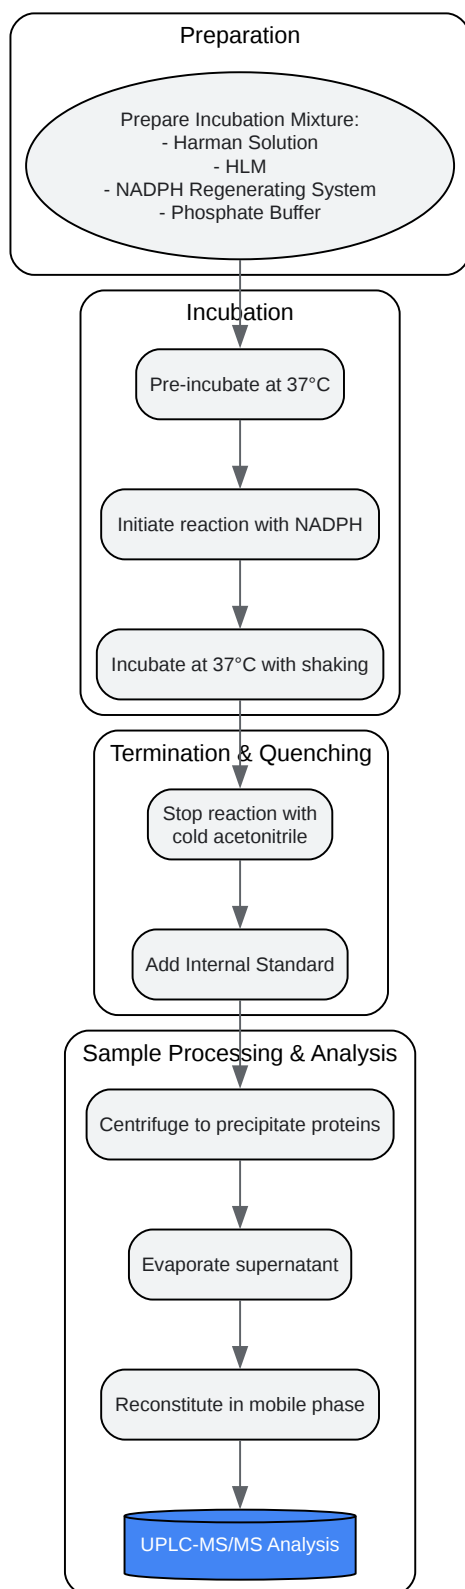 Preparation
Prepare Incubation Mixture:
- Harman Solution
- HLM
- NADPH Regenerating System
- Phosphate Buffer
Incubation
Pre-incubate at 37°C
Initiate reaction with NADPH
Incubate at 37°C with shaking
Termination & Quenching
Stop reaction with
cold acetonitrile
Add Internal Standard
Sample Processing & Analysis
Centrifuge to precipitate proteins
Evaporate supernatant
Reconstitute in mobile phase
UPLC-MS/MS Analysis